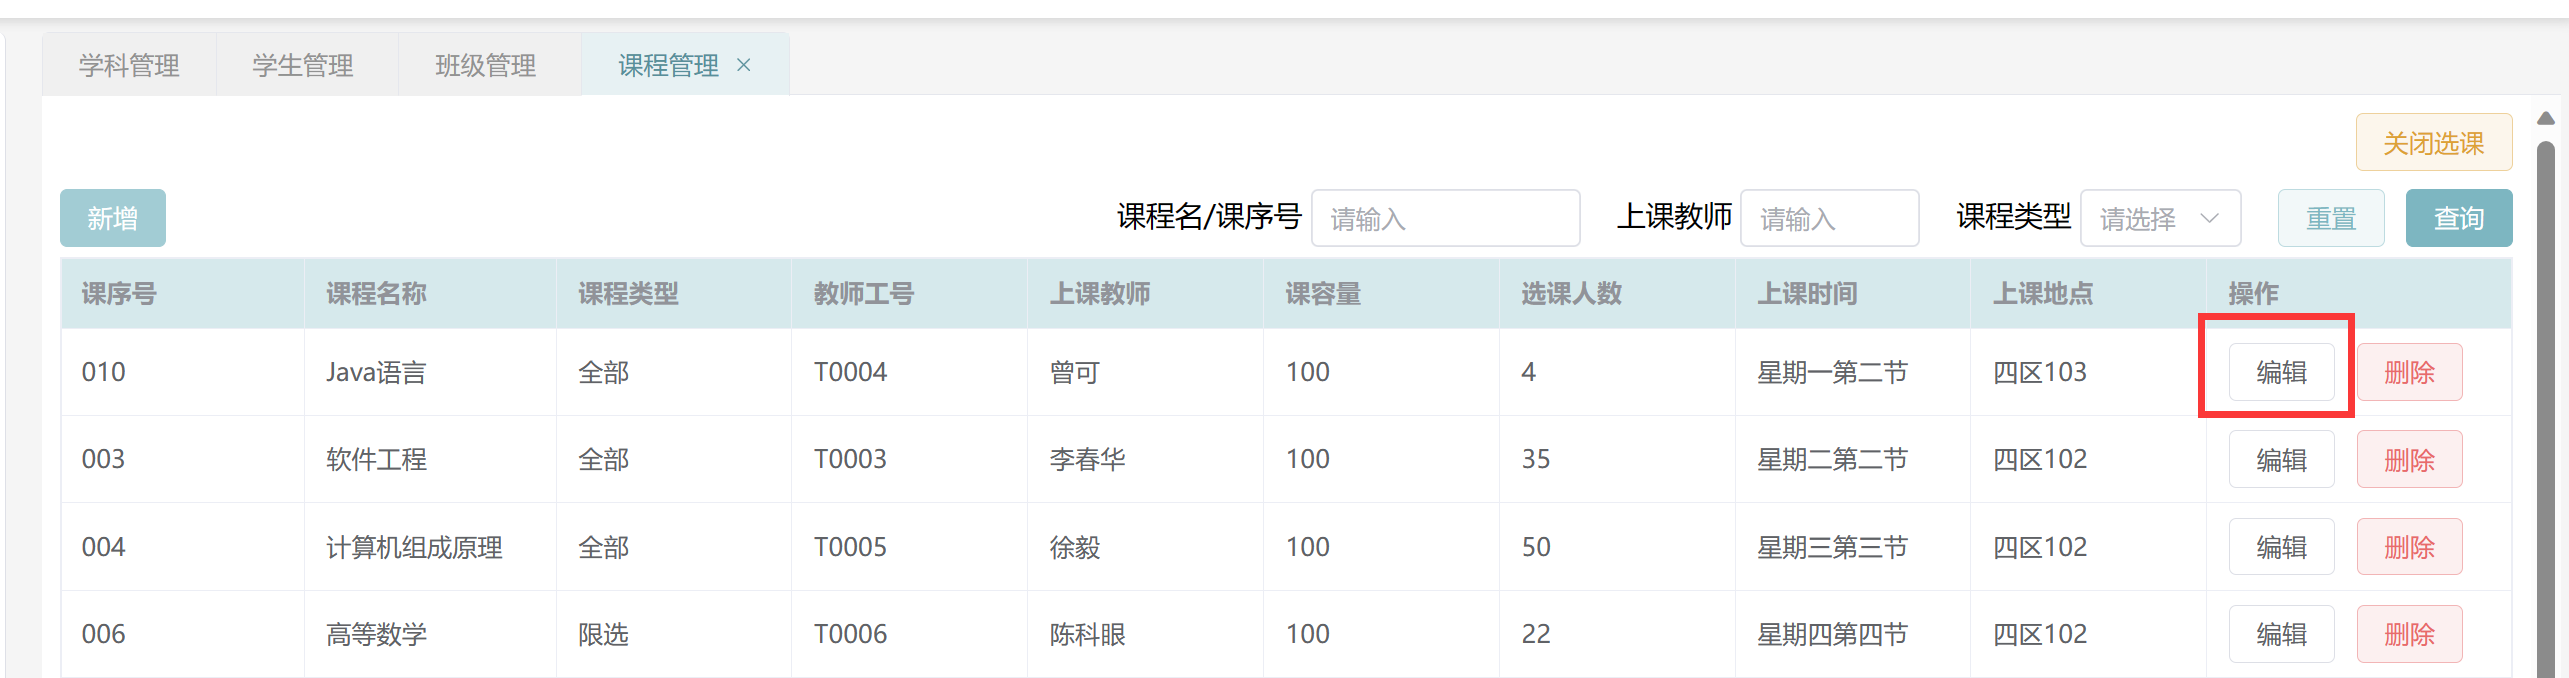 学科管理 学生管理 班级管理 课程管理 ×
关闭选课
新增 课程名/课序号 请输入 上课教师 请输入 课程类型 请选择 重置 查询
课序号 课程名称 课程类型 教师工号 上课教师 课容量 选课人数 上课时间 上课地点 操作
010 Java语言 全部 T0004 曾可 100 4 星期一第二节 四区103 编辑 删除
003 软件工程 全部 T0003 李春华 100 35 星期二第二节 四区102 编辑 删除
004 计算机组成原理 全部 T0005 徐毅 100 50 星期三第三节 四区102 编辑 删除
006 高等数学 限选 T0006 陈科眼 100 22 星期四第四节 四区102 编辑 删除